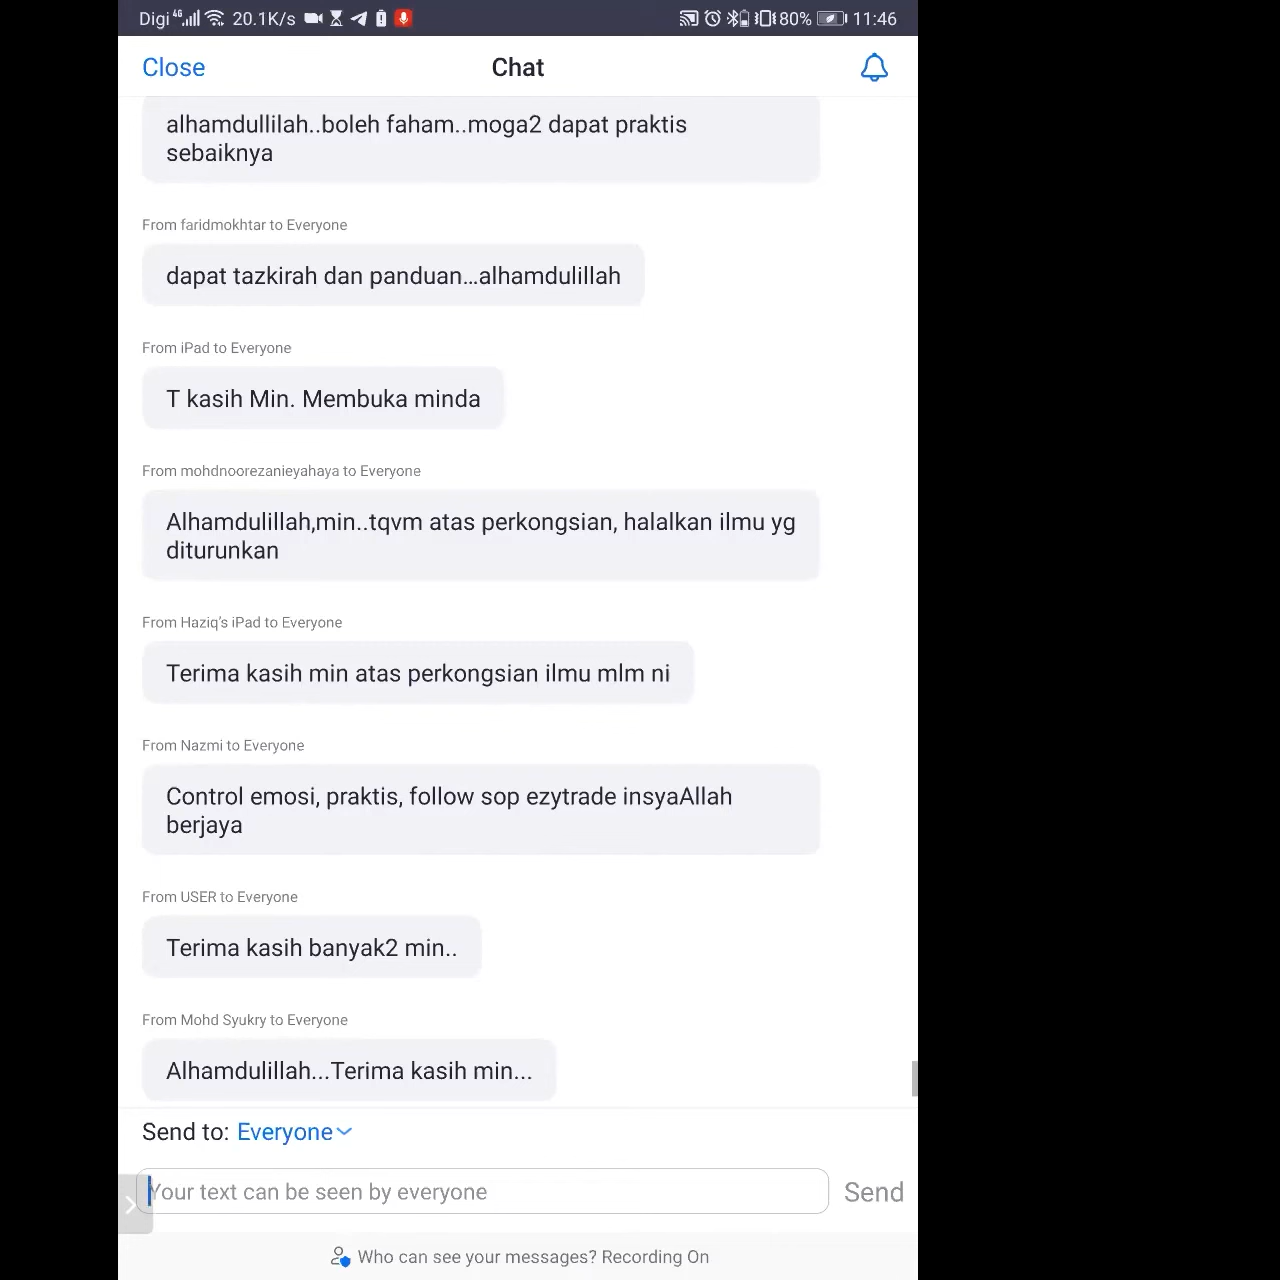 Digi 4G 20.1K/s 80% 11:46
Close Chat
alhamdullilah..boleh faham..moga2 dapat praktis
sebaiknya
From faridmokhtar to Everyone
dapat tazkirah dan panduan...alhamdulillah
From iPad to Everyone
T kasih Min. Membuka minda
From mohdnoorezanieyahaya to Everyone
Alhamdulillah,min..tqvm atas perkongsian, halalkan ilmu yg
diturunkan
From Haziq's iPad to Everyone
Terima kasih min atas perkongsian ilmu mlm ni
From Nazmi to Everyone
Control emosi, praktis, follow sop ezytrade insyaAllah
berjaya
From USER to Everyone
Terima kasih banyak2 min..
From Mohd Syukry to Everyone
Alhamdulillah...Terima kasih min...
Send to: Everyone
Your text can be seen by everyone Send
Who can see your messages? Recording On